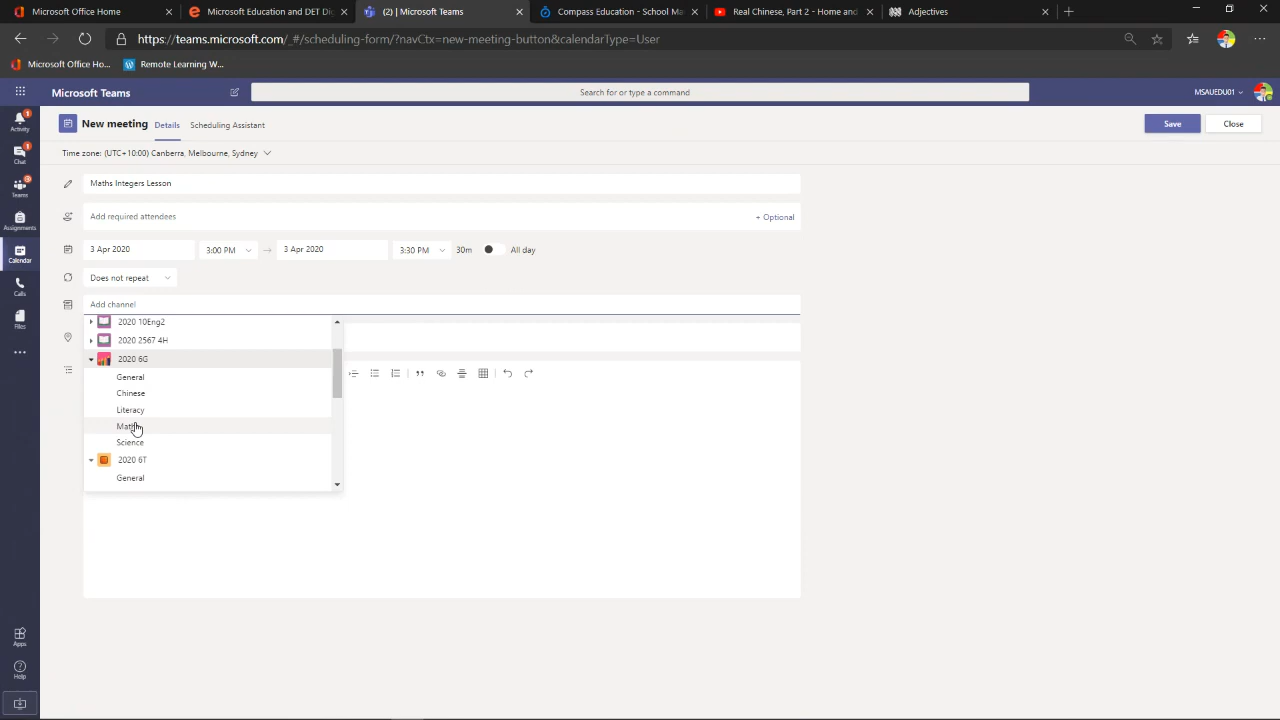 Microsoft Office Home
Microsoft Education and DET Dig
(2) | Microsoft Teams
Compass Education - School Ma
Real Chinese, Part 2 - Home and
Adjectives
https://teams.microsoft.com/_#/scheduling-form/?navCtx=new-meeting-button&calendarType=User
Microsoft Office Ho...
Remote Learning W...
Microsoft Teams
Search for or type a command
MSAUEDU01
Activity
Chat
Teams
Assignments
Calendar
Calls
Files
Apps
Help
New meeting
Details
Scheduling Assistant
Save
Close
Time zone: (UTC+10:00) Canberra, Melbourne, Sydney
Maths Integers Lesson
Add required attendees
+ Optional
3 Apr 2020
3:00 PM
3 Apr 2020
3:30 PM
30m
All day
Does not repeat
Add channel
2020 10Eng2
2020 2567 4H
2020 6G
General
Chinese
Literacy
Science
2020 6T
General